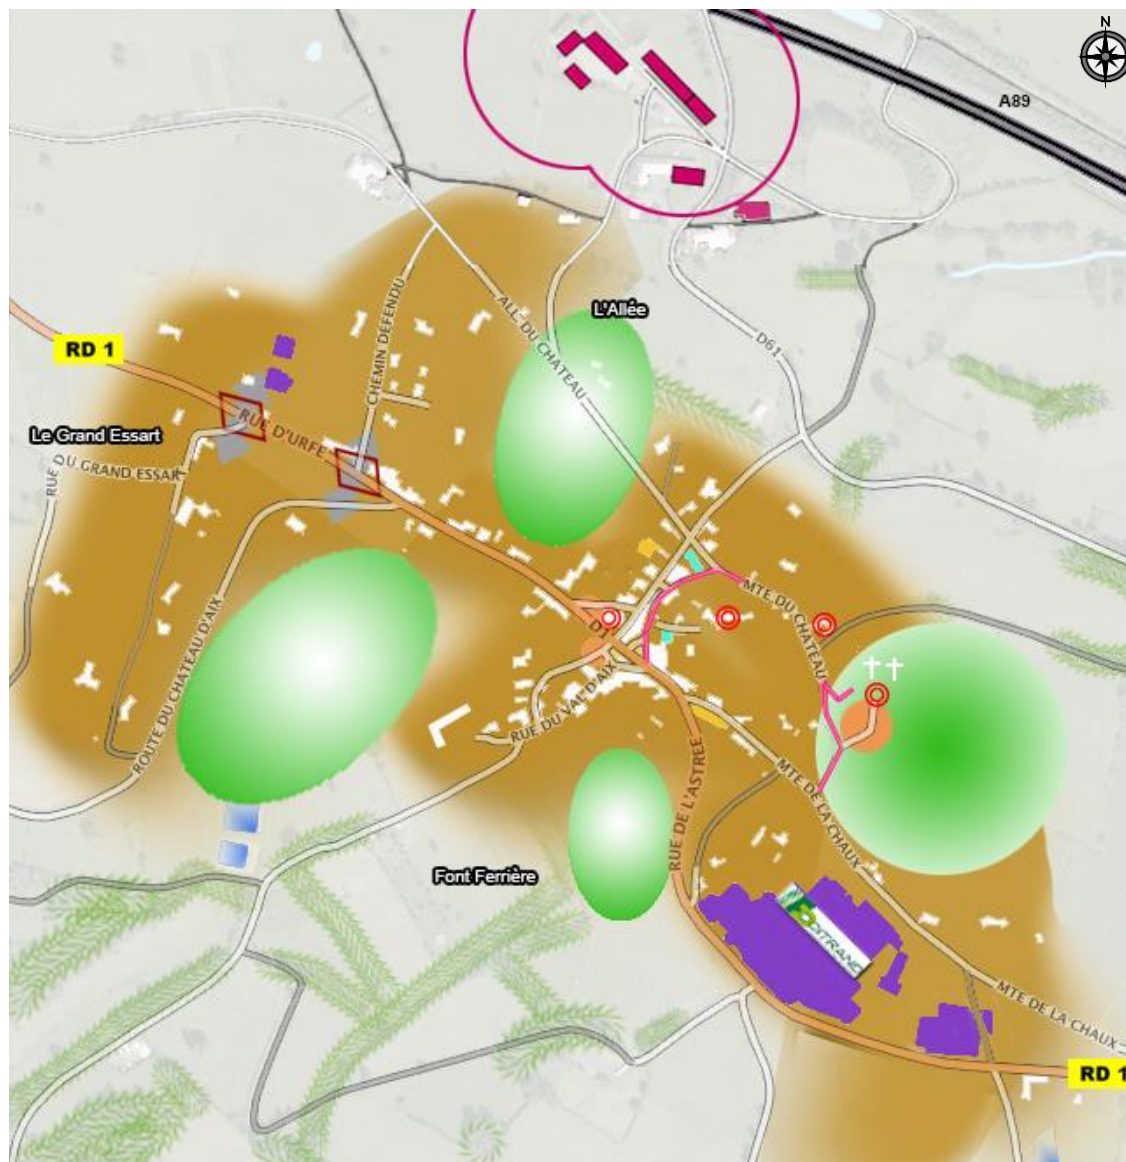 N
A89
L'Allée
CHEMIN DÉFENDU
ALL. DU CHATEAU
D61
RD 1
RUE D'URFE
Le Grand Essart
RUE DU GRAND ESSAR
MTE DU CHATEAU
D1
ROUTE DU CHATEAU D'AIX
RUE DU VAL D'AIX
RUE DE L'ASTREE
MTE DE LA CHAUX
Font Ferrière
MTE DE LA CHAUX
RD 1